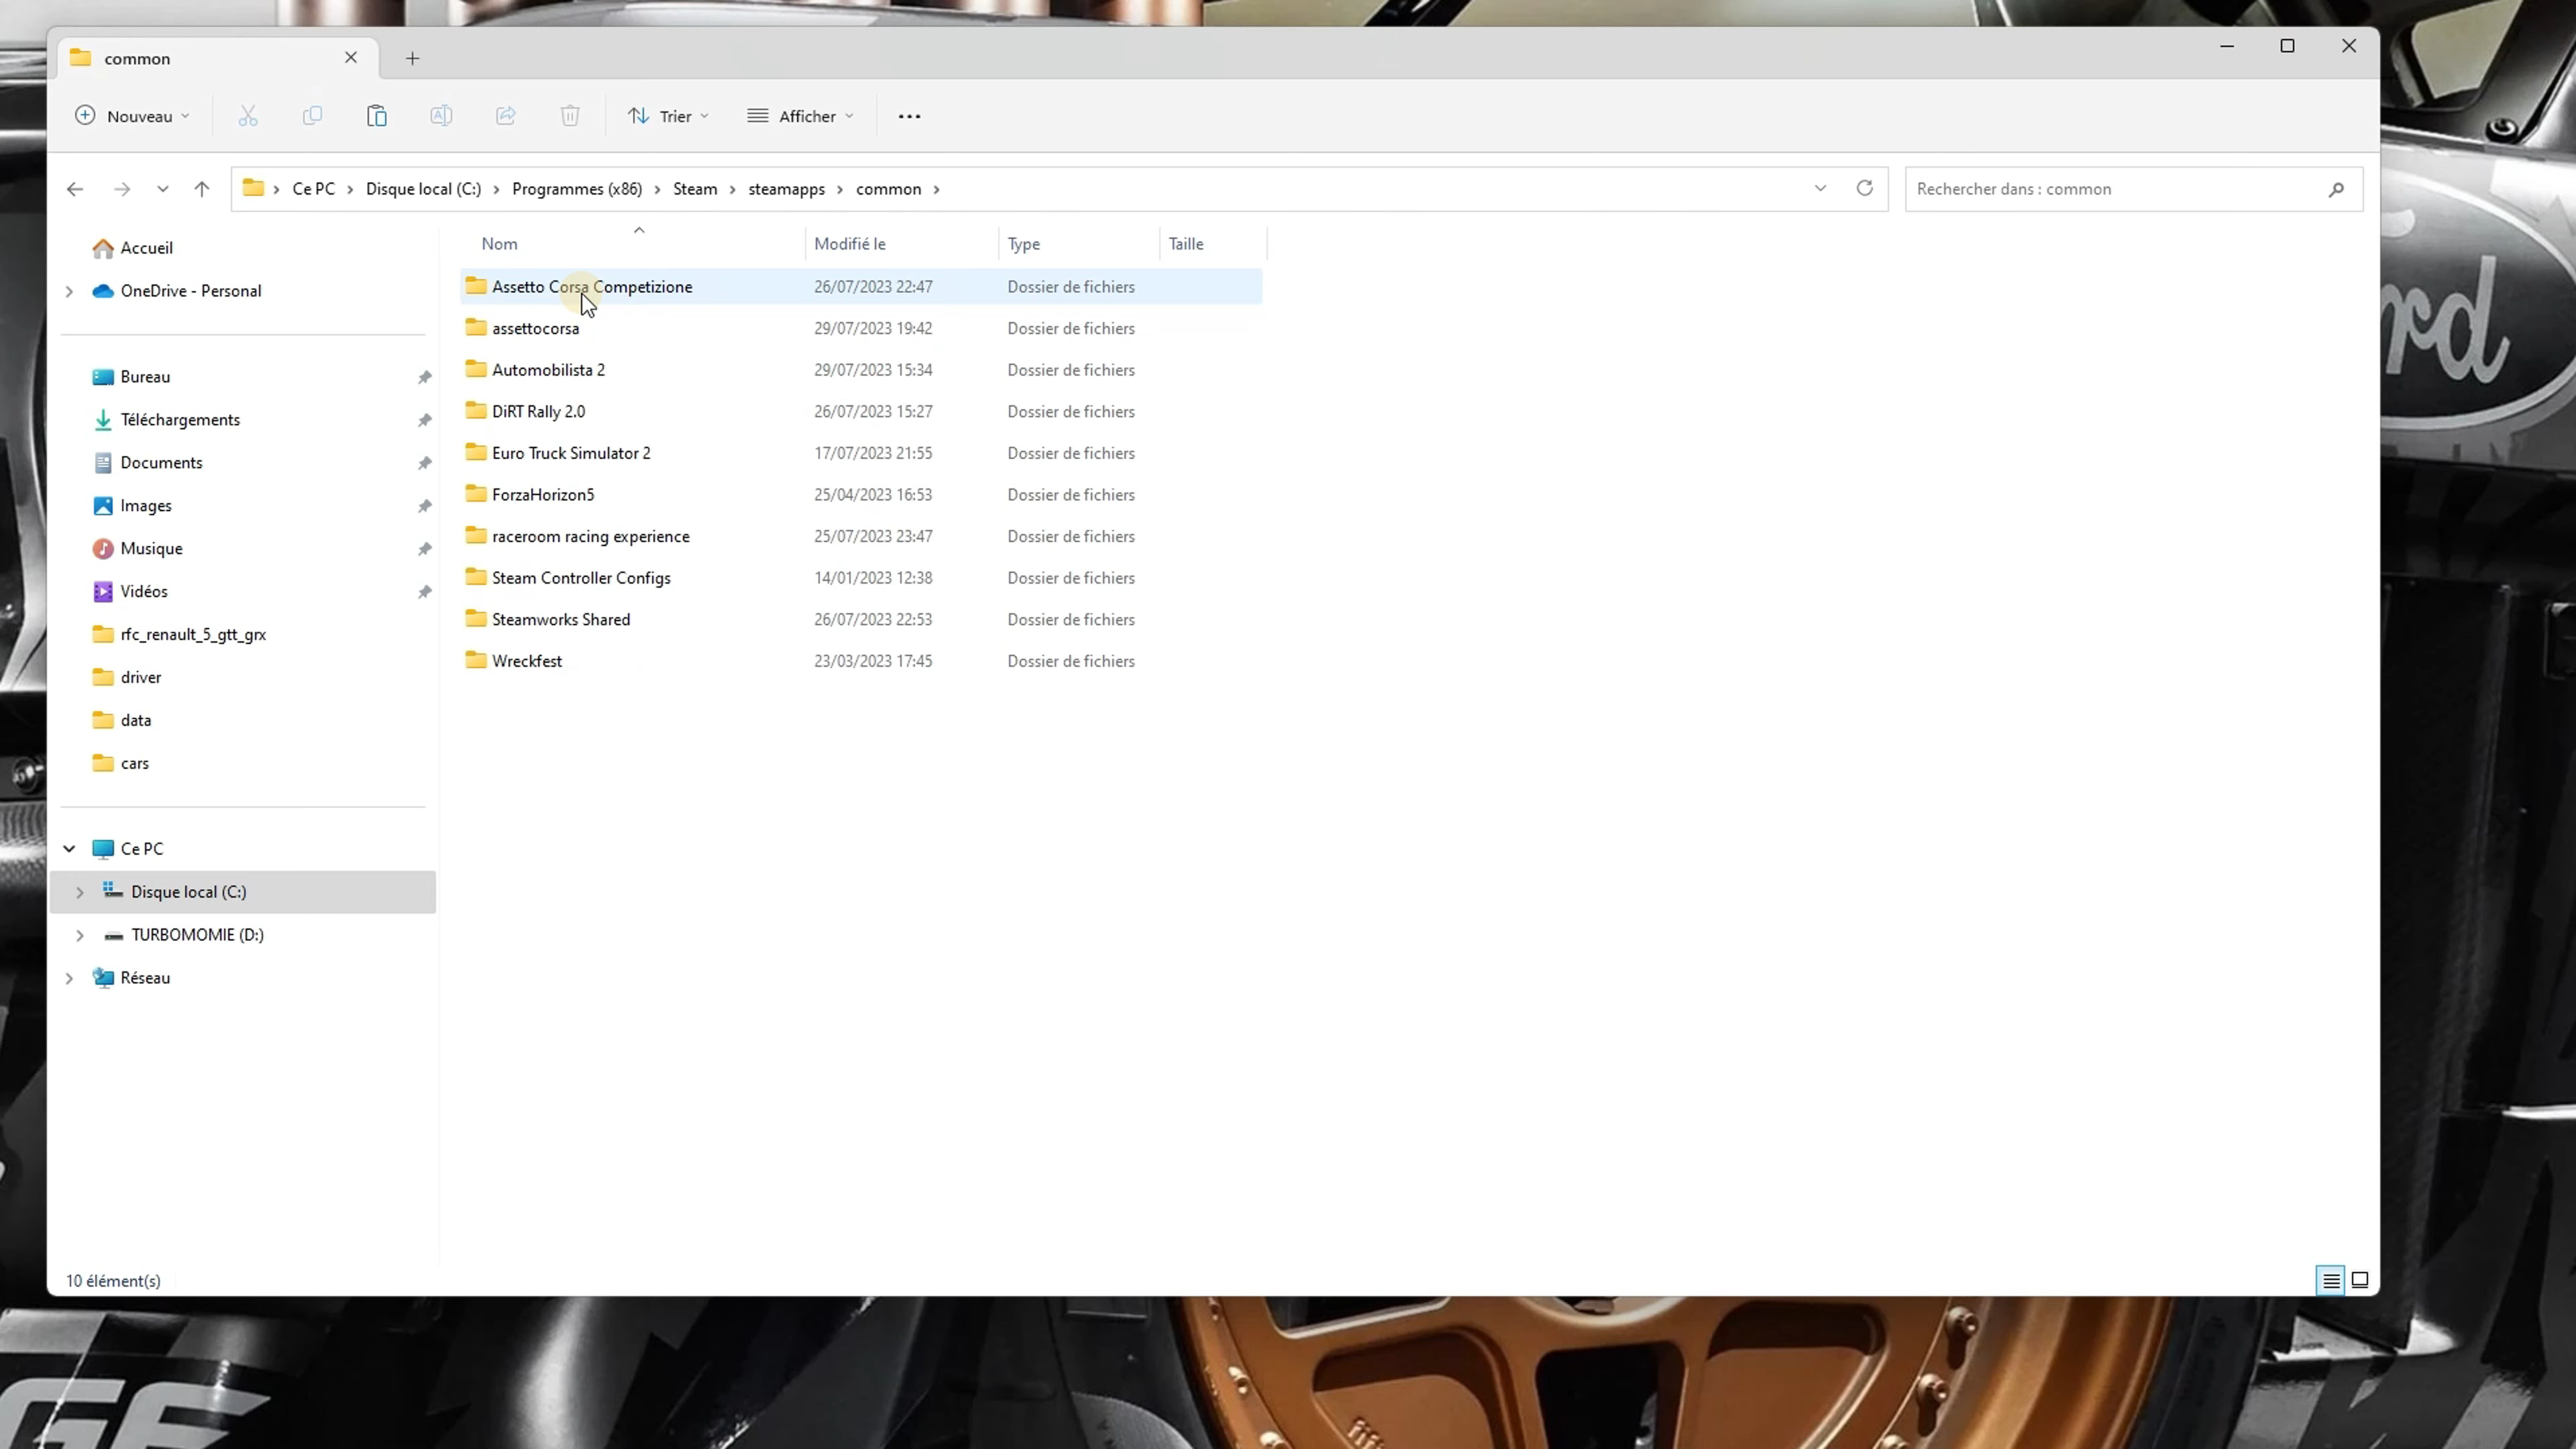 common
Nouveau
Trier
Afficher
Ce PC
Disque local (C:)
Programmes (x86)
Steam
steamapps
common
Rechercher dans : common
Accueil
OneDrive - Personal
Bureau
Téléchargements
Documents
Images
Musique
Vidéos
rfc_renault_5_gtt_grx
driver
data
cars
Ce PC
Disque local (C:)
TURBOMOMIE (D:)
Réseau
Nom Modifié le Type Taille
Assetto Corsa Competizione 26/07/2023 22:47 Dossier de fichiers
assettocorsa 29/07/2023 19:42 Dossier de fichiers
Automobilista 2 29/07/2023 15:34 Dossier de fichiers
DiRT Rally 2.0 26/07/2023 15:27 Dossier de fichiers
Euro Truck Simulator 2 17/07/2023 21:55 Dossier de fichiers
ForzaHorizon5 25/04/2023 16:53 Dossier de fichiers
raceroom racing experience 25/07/2023 23:47 Dossier de fichiers
Steam Controller Configs 14/01/2023 12:38 Dossier de fichiers
Steamworks Shared 26/07/2023 22:53 Dossier de fichiers
Wreckfest 23/03/2023 17:45 Dossier de fichiers
10 élément(s)